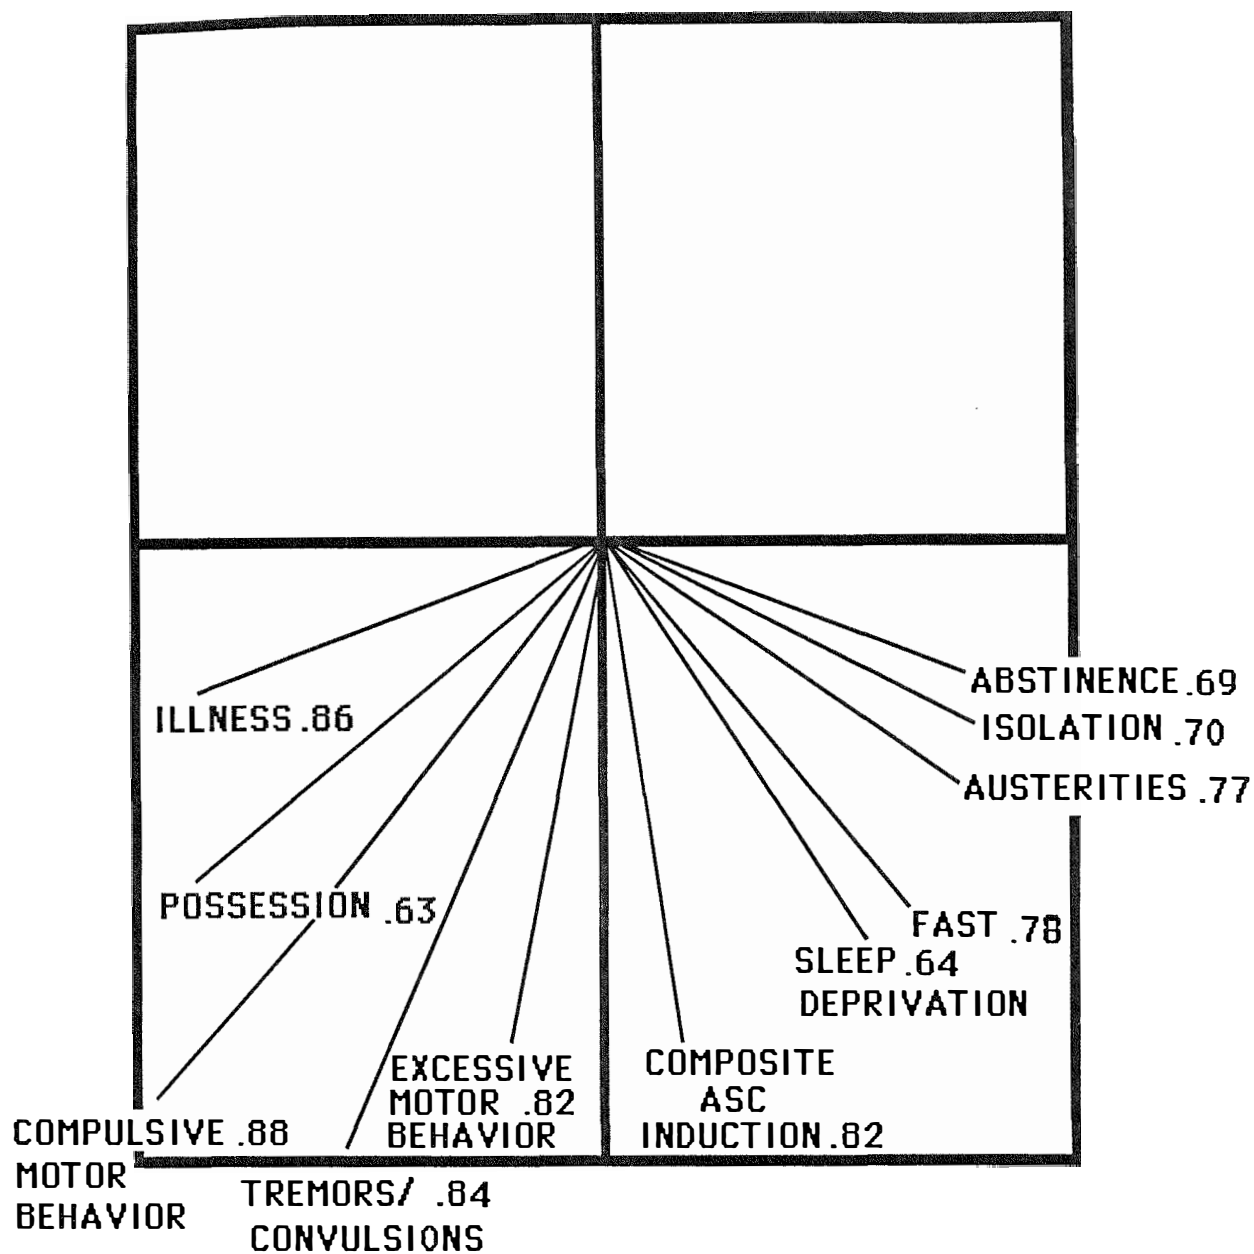 ABSTINENCE .69
ILLNESS .86
ISOLATION .70
AUSTERITIES .77
POSSESSION .63
FAST .78
SLEEP .64
DEPRIVATION
EXCESSIVE
MOTOR .82
BEHAVIOR
COMPOSITE
ASC
INDUCTION .82
COMPULSIVE .88
MOTOR
BEHAVIOR
TREMORS/ .84
CONVULSIONS